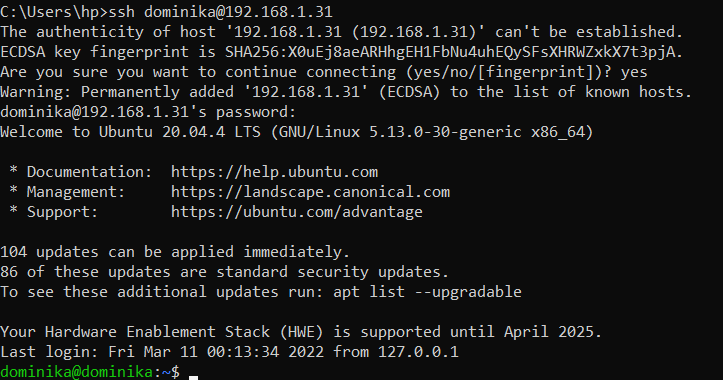 C:\Users\hp>ssh dominika@192.168.1.31
The authenticity of host '192.168.1.31 (192.168.1.31)' can't be established.
ECDSA key fingerprint is SHA256:X0uEj8aeARHhgEH1FbNu4uhEQySFsXHRWZxkX7t3pjA.
Are you sure you want to continue connecting (yes/no/[fingerprint])? yes
Warning: Permanently added '192.168.1.31' (ECDSA) to the list of known hosts.
dominika@192.168.1.31's password:
Welcome to Ubuntu 20.04.4 LTS (GNU/Linux 5.13.0-30-generic x86_64)
 * Documentation:  https://help.ubuntu.com
 * Management:     https://landscape.canonical.com
 * Support:        https://ubuntu.com/advantage
104 updates can be applied immediately.
86 of these updates are standard security updates.
To see these additional updates run: apt list --upgradable
Your Hardware Enablement Stack (HWE) is supported until April 2025.
Last login: Fri Mar 11 00:13:34 2022 from 127.0.0.1
dominika@dominika:~$